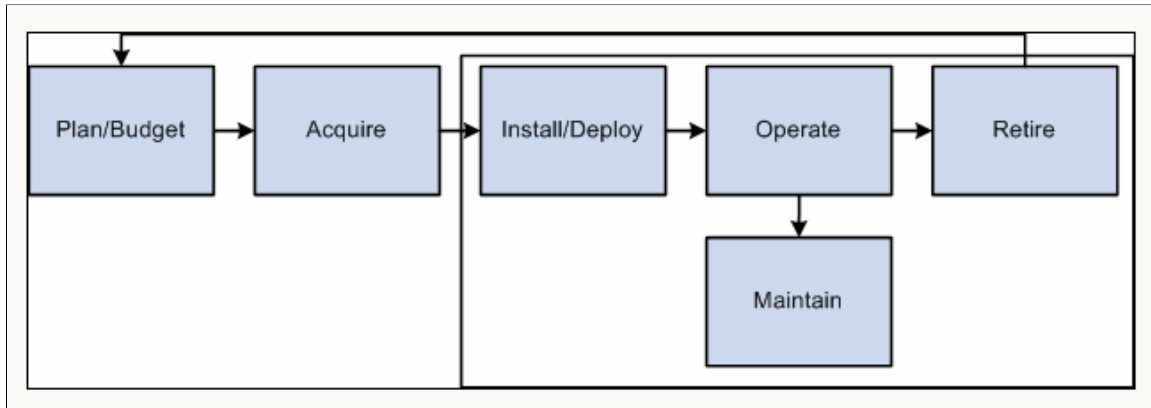 Plan/Budget
Acquire
Install/Deploy
Operate
Retire
Maintain